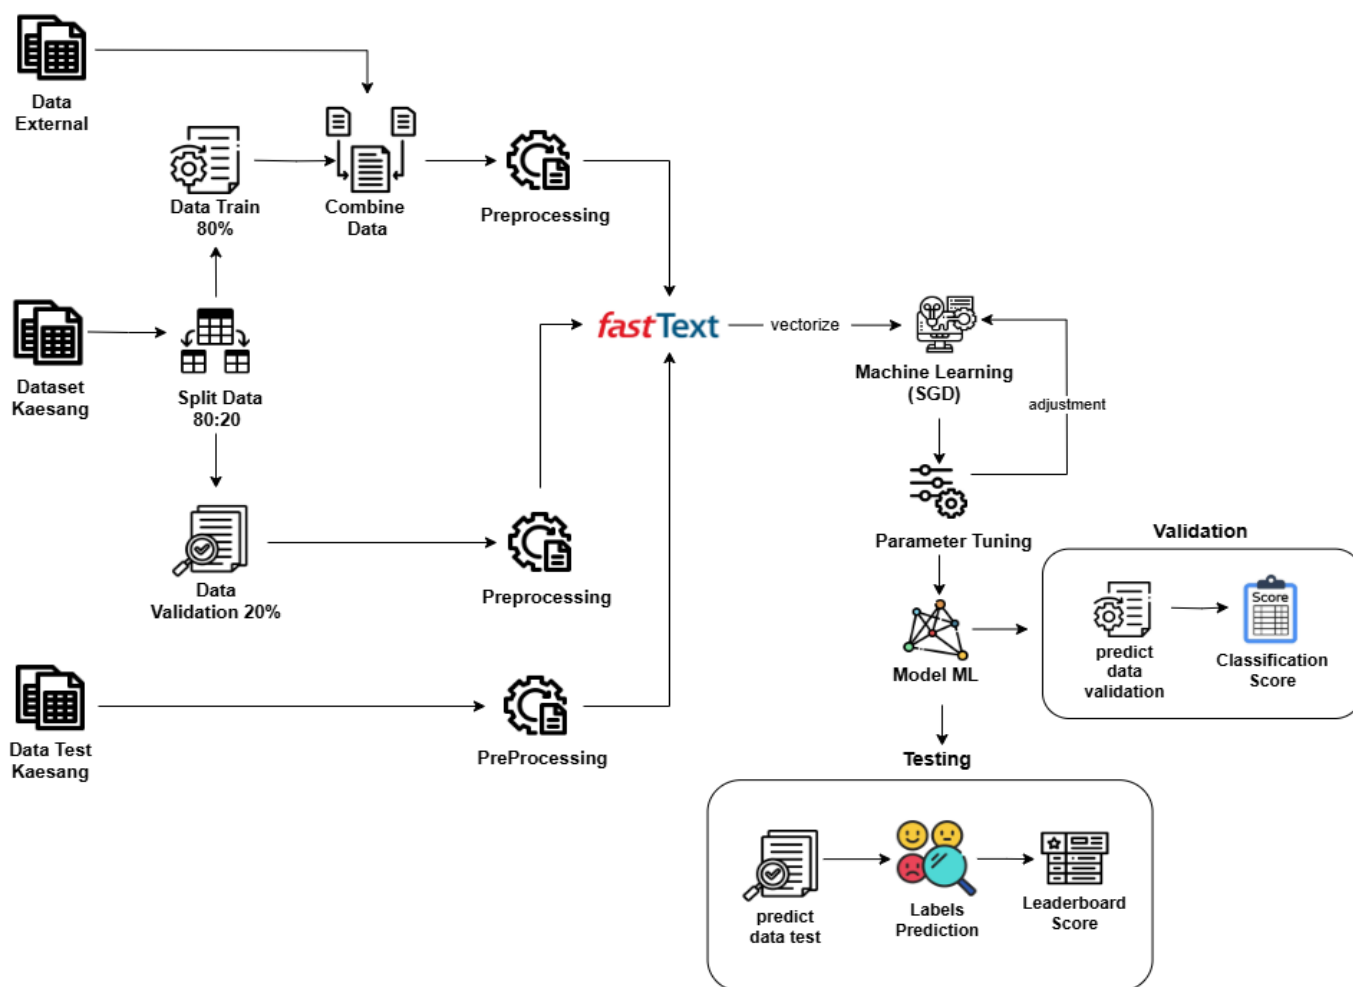 Data
External
Data Train
80%
Combine
Data
Preprocessing
Dataset
Kaesang
Split Data
80:20
fastText
vectorize
Machine Learning
(SGD)
adjustment
Parameter Tuning
Data
Validation 20%
Preprocessing
Validation
predict
data
validation
Score
Classification
Score
Model ML
Data Test
Kaesang
PreProcessing
Testing
predict
data test
Labels
Prediction
Leaderboard
Score